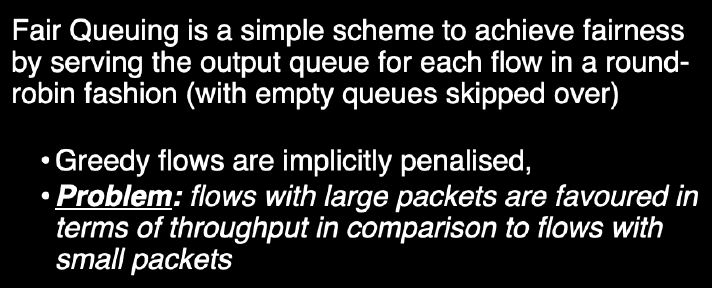 Fair Queuing is a simple scheme to achieve fairness
by serving the output queue for each flow in a round-
robin fashion (with empty queues skipped over)
• Greedy flows are implicitly penalised,
• Problem: flows with large packets are favoured in
terms of throughput in comparison to flows with
small packets